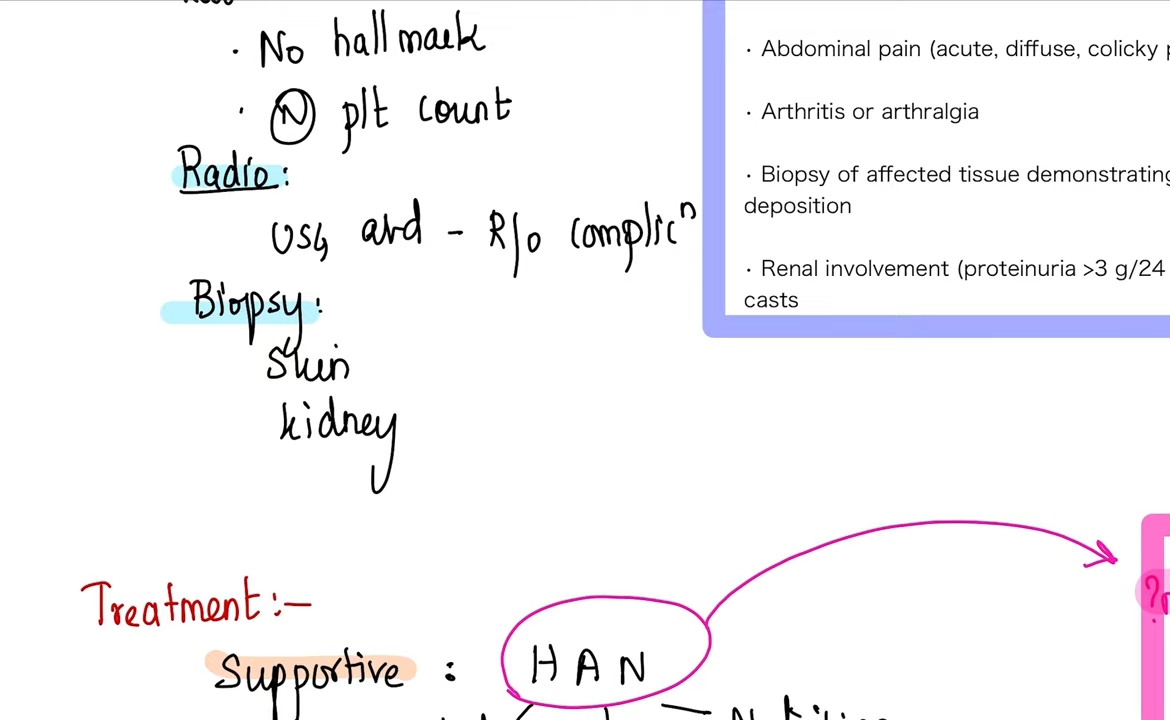 · No hallmark
· Ⓝ plt count
Radio:
USG abd - R/o complicⁿ
Biopsy:
Skin
kidney
Treatment:-
Supportive : HAN
· Abdominal pain (acute, diffuse, colicky
· Arthritis or arthralgia
· Biopsy of affected tissue demonstrating
deposition
· Renal involvement (proteinuria >3 g/24
casts